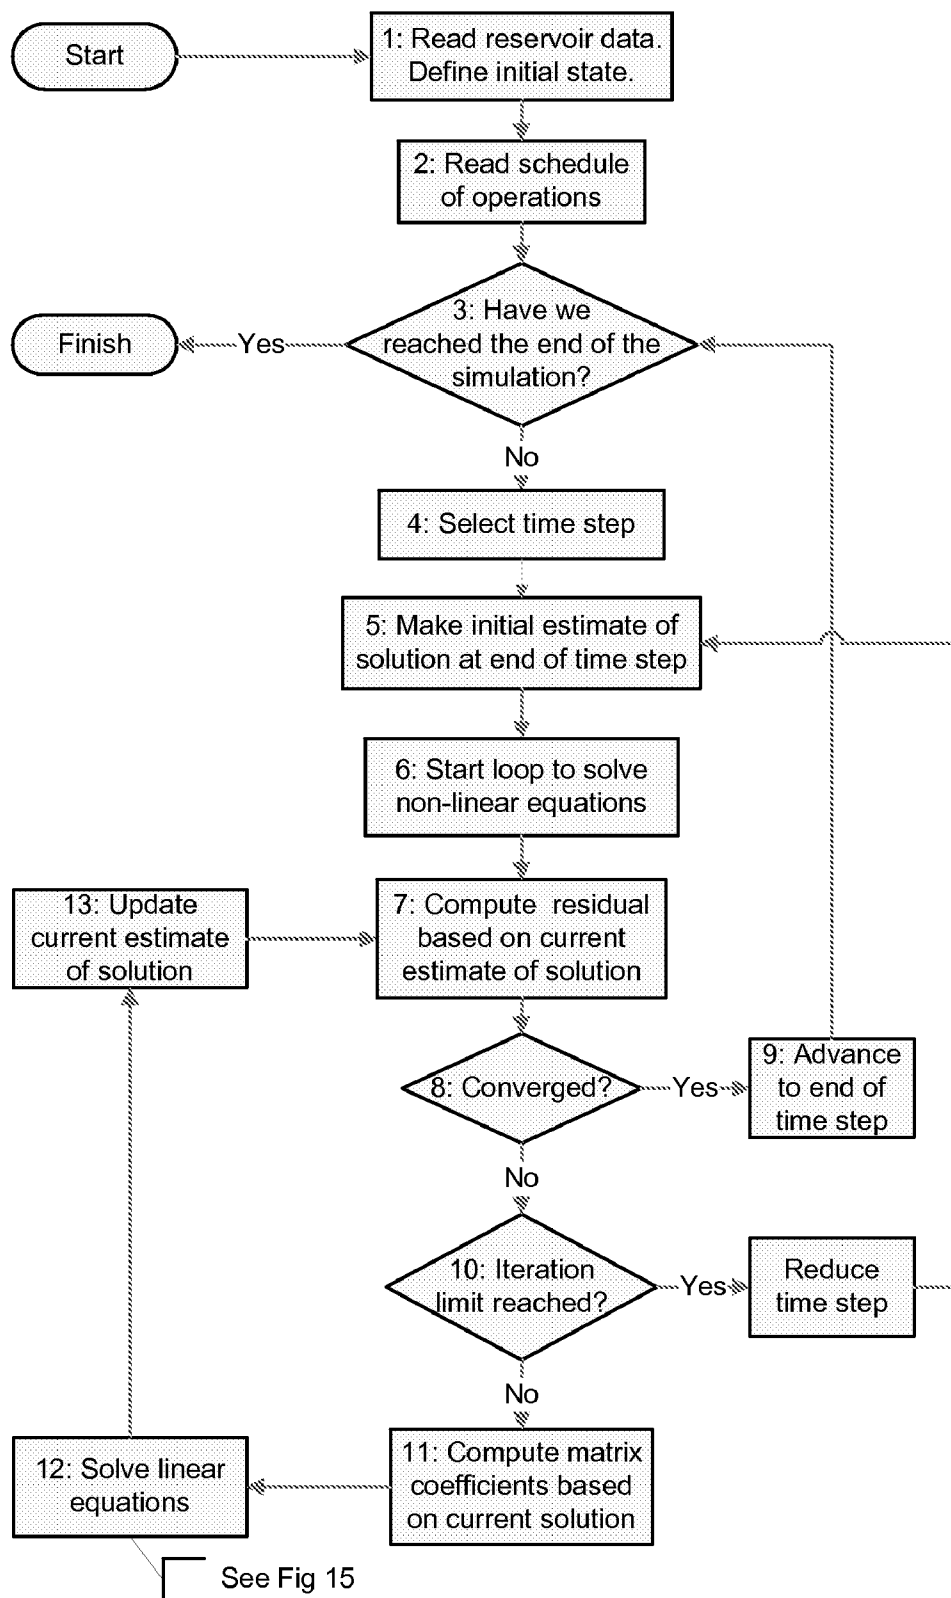 Start
1: Read reservoir data.
Define initial state.
2: Read schedule
of operations
3: Have we
reached the end of the
simulation?
Yes
Finish
No
4: Select time step
5: Make initial estimate of
solution at end of time step
6: Start loop to solve
non-linear equations
13: Update
current estimate
of solution
7: Compute residual
based on current
estimate of solution
8: Converged?
Yes
9: Advance
to end of
time step
No
10: Iteration
limit reached?
Yes
Reduce
time step
No
11: Compute matrix
coefficients based
on current solution
12: Solve linear
equations
See Fig 15